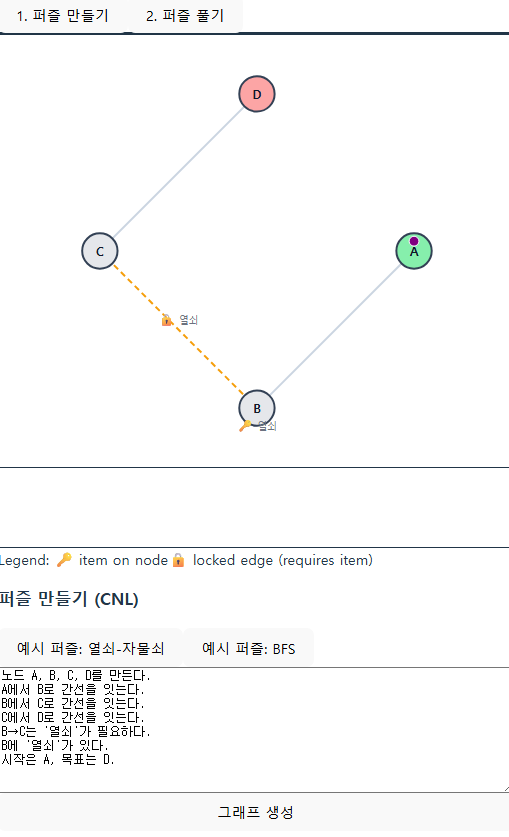 1. 퍼즐 만들기 2. 퍼즐 풀기
D
C
A
🔒 열쇠
B
🔑 열쇠
Legend: 🔑 item on node 🔒 locked edge (requires item)
퍼즐 만들기 (CNL)
예시 퍼즐: 열쇠-자물쇠 예시 퍼즐: BFS
노드 A, B, C, D를 만든다.
A에서 B로 간선을 잇는다.
B에서 C로 간선을 잇는다.
C에서 D로 간선을 잇는다.
B→C는 '열쇠'가 필요하다.
B에 '열쇠'가 있다.
시작은 A, 목표는 D.
그래프 생성